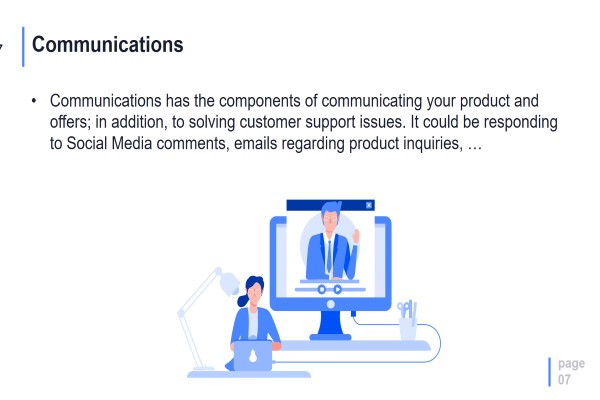 Communications
• Communications has the components of communicating your product and
offers; in addition, to solving customer support issues. It could be responding
to Social Media comments, emails regarding product inquiries, …
page
07